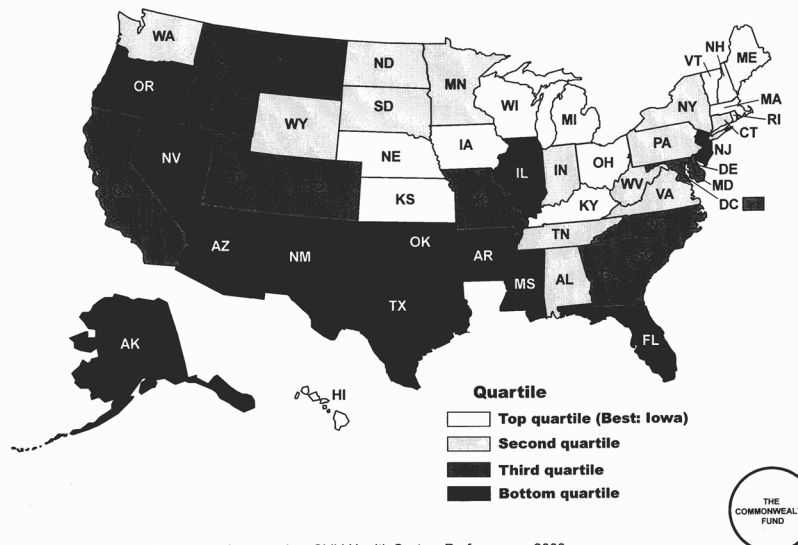 WA
OR
NV
AZ
NM
OK
TX
WY
ND
SD
NE
KS
MN
IA
WI
MI
IL
IN
OH
KY
TN
AR
MS
AL
FL
WV
VA
PA
NY
VT
NH
ME
MA
RI
CT
NJ
DE
MD
DC
AK
HI
Quartile
Top quartile (Best: Iowa)
Second quartile
Third quartile
Bottom quartile
THE
COMMONWEAL
FUND